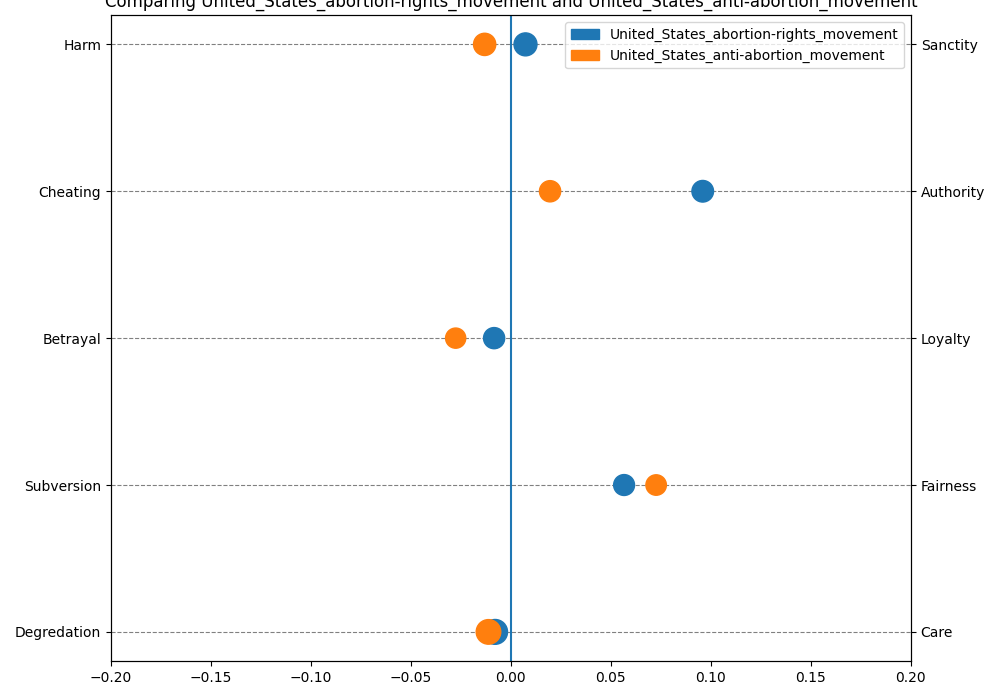 Comparing United_States_abortion-rights_movement and United_States_anti-abortion_movement
United_States_abortion-rights_movement
United_States_anti-abortion_movement
Harm
Sanctity
Cheating
Authority
Betrayal
Loyalty
Subversion
Fairness
Degredation
Care
−0.20 −0.15 −0.10 −0.05 0.00 0.05 0.10 0.15 0.20